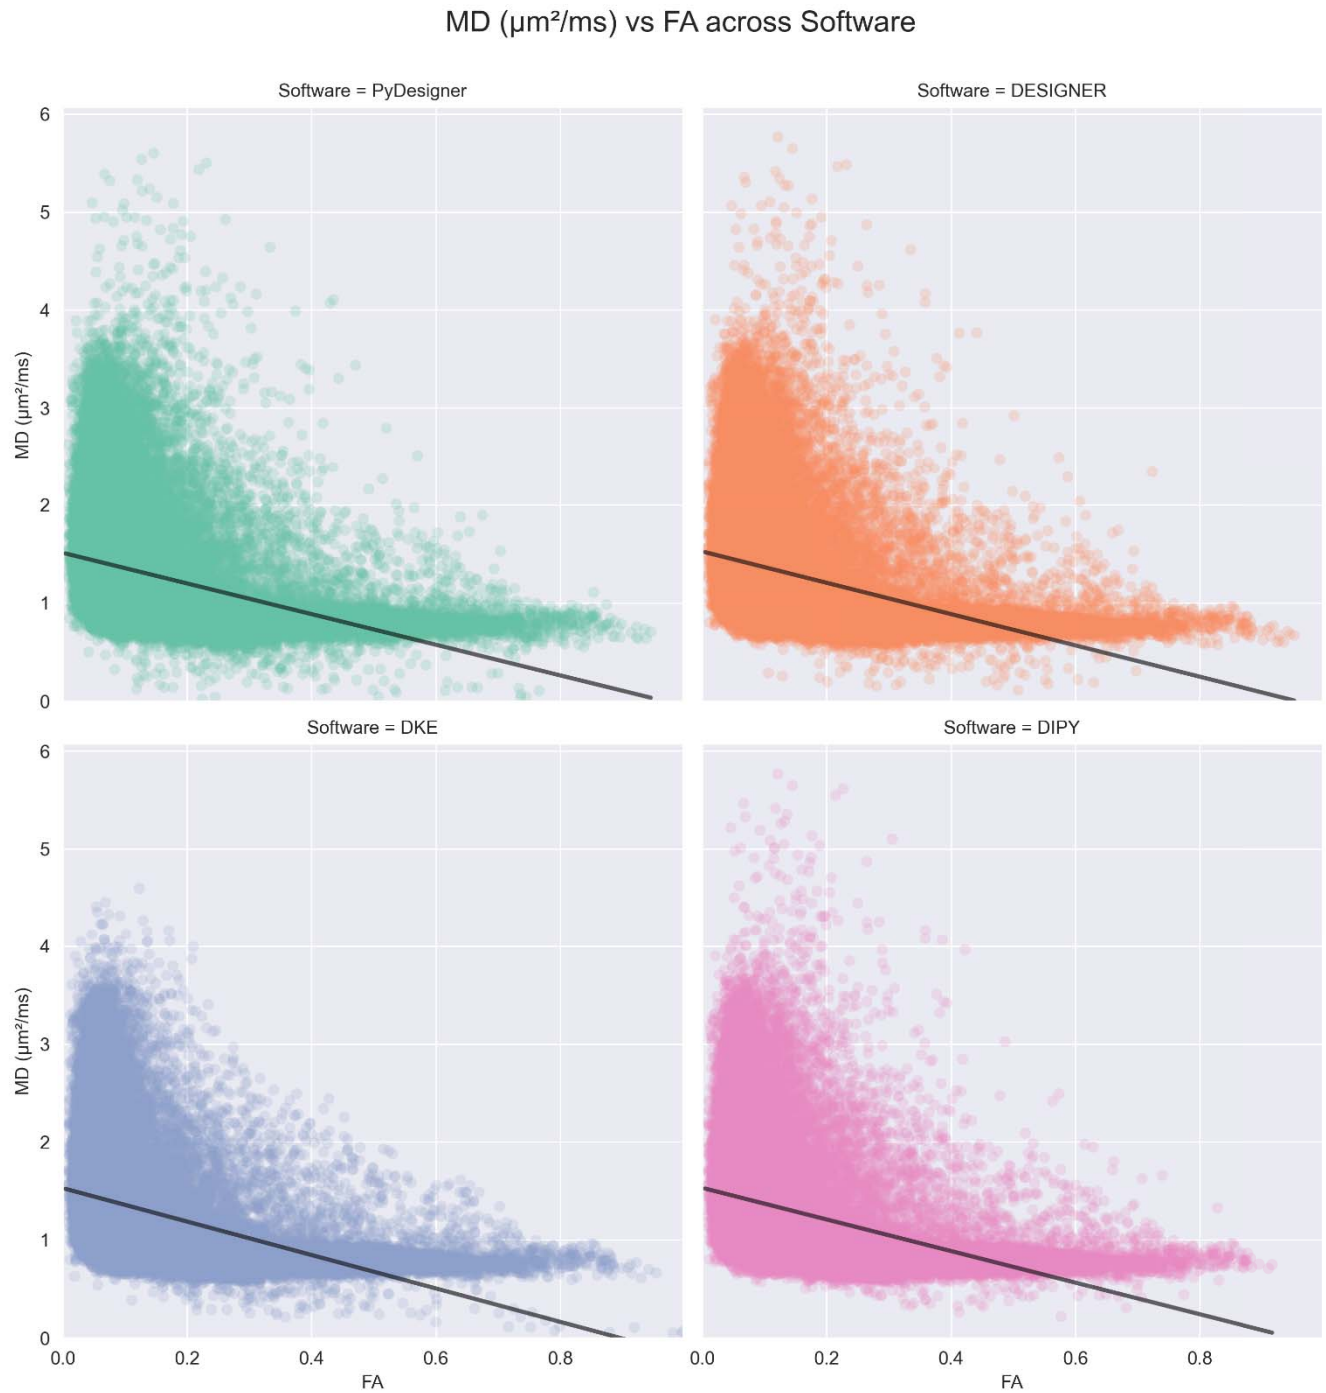 MD (μm²/ms) vs FA across Software
Software = PyDesigner
Software = DESIGNER
6
5
4
3
2
1
0
MD (μm²/ms)
Software = DKE
Software = DIPY
6
5
4
3
2
1
0
MD (μm²/ms)
0.0 0.2 0.4 0.6 0.8
FA
0.0 0.2 0.4 0.6 0.8
FA